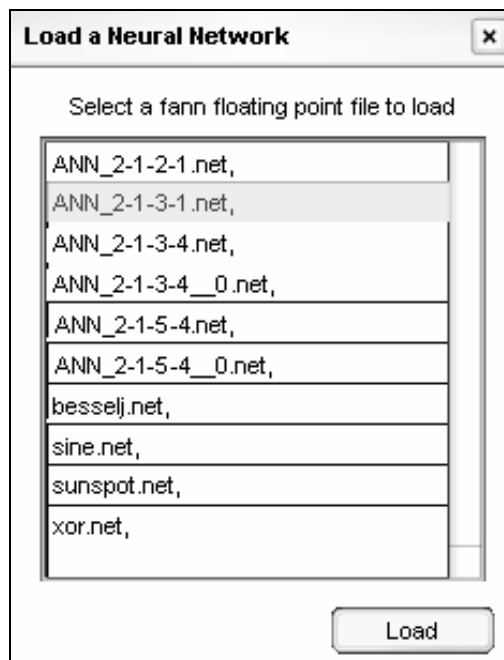 Load a Neural Network
Select a fann floating point file to load
ANN_2-1-2-1.net,
ANN_2-1-3-1.net,
ANN_2-1-3-4.net,
ANN_2-1-3-4__0.net,
ANN_2-1-5-4.net,
ANN_2-1-5-4__0.net,
besselj.net,
sine.net,
sunspot.net,
xor.net,
Load